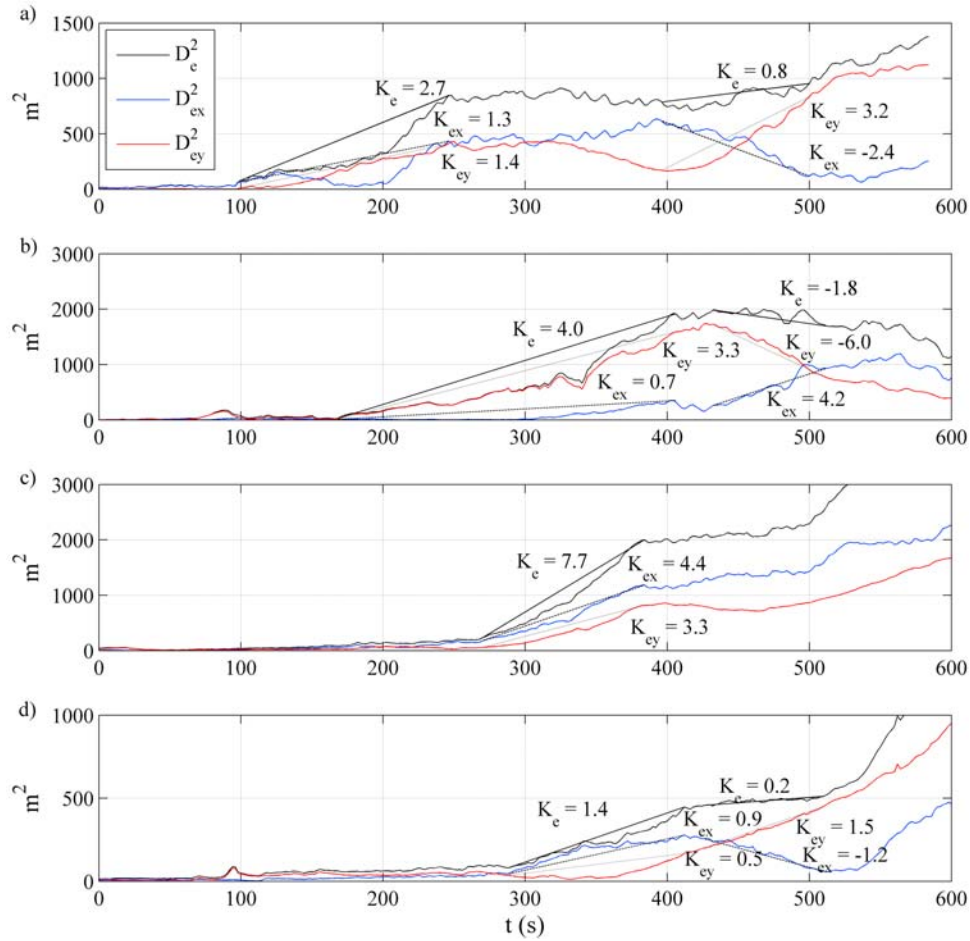 a)
1500
1000
500
0
m²
D²ₑ
D²ₑₓ
D²ey
Kₑ = 2.7
Kₑₓ = 1.3
Key = 1.4
Kₑ = 0.8
Key = 3.2
Kₑₓ = -2.4
0 100 200 300 400 500 600
b)
3000
2000
1000
0
m²
Kₑ = 4.0
Kₑₓ = 0.7
Key = 3.3
Kₑ = -1.8
Key = -6.0
Kₑₓ = 4.2
0 100 200 300 400 500 600
c)
3000
2000
1000
0
m²
Kₑ = 7.7
Kₑₓ = 4.4
Key = 3.3
0 100 200 300 400 500 600
d)
1000
500
0
m²
Kₑ = 1.4
Kₑ = 0.2
Kₑₓ = 0.9
Key = 0.5
Key = 1.5
Kₑₓ = -1.2
0 100 200 300 400 500 600
t (s)